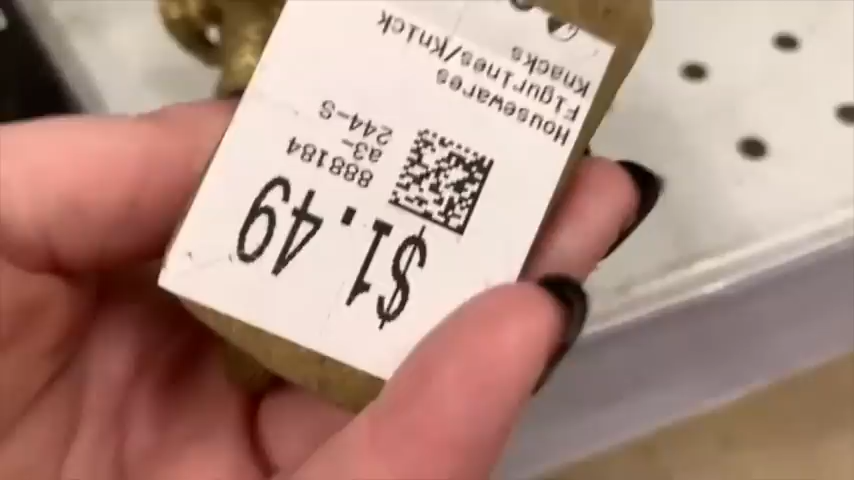 Housewares
Figurines/Knick
Knacks
888184
a3-
244-S
$1.49